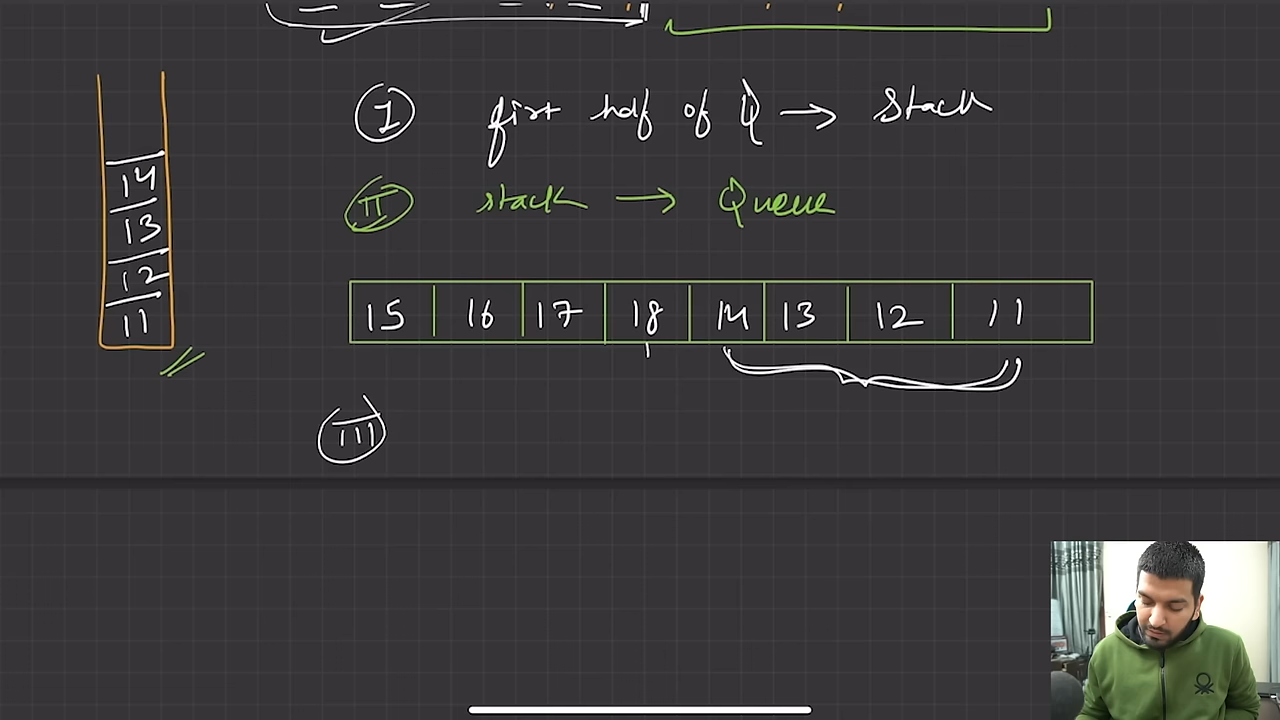 I first half of Q → Stack
II stack → Queue
14
13
12
11
15 16 17 18 14 13 12 11
III